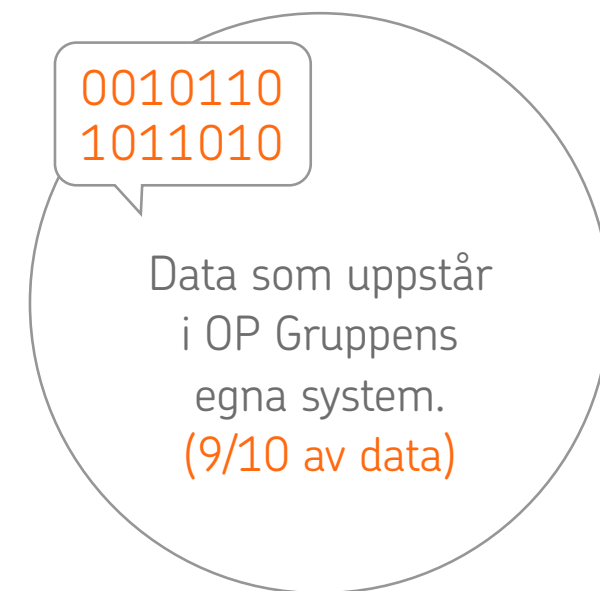 0010110
1011010
Data som uppstår
i OP Gruppens
egna system.
(9/10 av data)